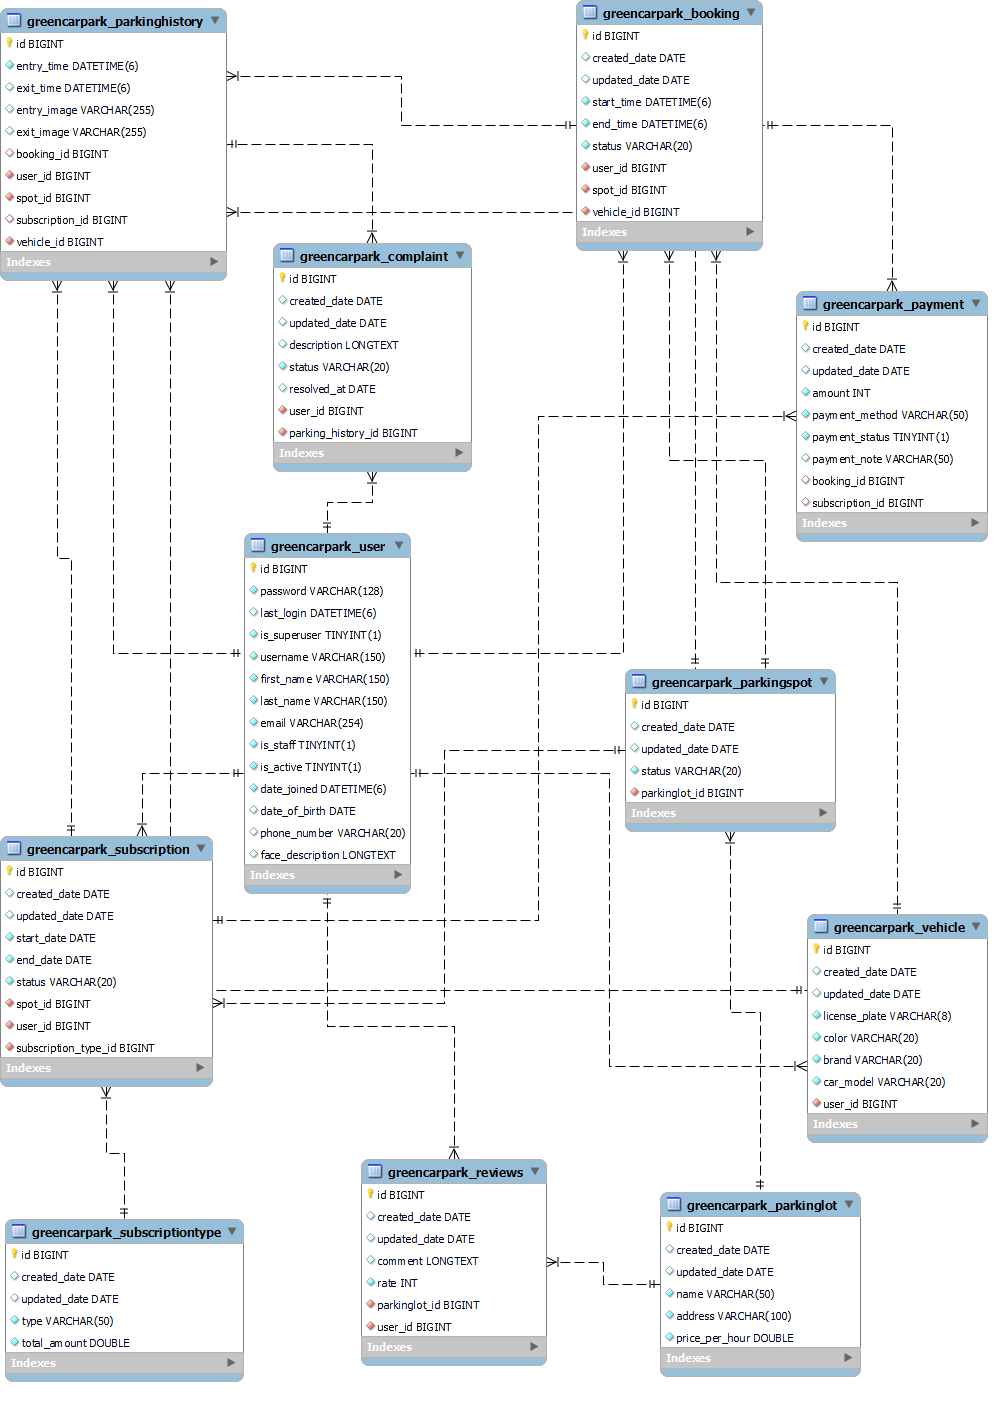 greencarpark_parkinghistory
id BIGINT
entry_time DATETIME(6)
exit_time DATETIME(6)
entry_image VARCHAR(255)
exit_image VARCHAR(255)
booking_id BIGINT
user_id BIGINT
spot_id BIGINT
subscription_id BIGINT
vehicle_id BIGINT
Indexes
greencarpark_booking
id BIGINT
created_date DATE
updated_date DATE
start_time DATETIME(6)
end_time DATETIME(6)
status VARCHAR(20)
user_id BIGINT
spot_id BIGINT
vehicle_id BIGINT
Indexes
greencarpark_complaint
id BIGINT
created_date DATE
updated_date DATE
description LONGTEXT
status VARCHAR(20)
resolved_at DATE
user_id BIGINT
parking_history_id BIGINT
Indexes
greencarpark_payment
id BIGINT
created_date DATE
updated_date DATE
amount INT
payment_method VARCHAR(50)
payment_status TINYINT(1)
payment_note VARCHAR(50)
booking_id BIGINT
subscription_id BIGINT
Indexes
greencarpark_user
id BIGINT
password VARCHAR(128)
last_login DATETIME(6)
is_superuser TINYINT(1)
username VARCHAR(150)
first_name VARCHAR(150)
last_name VARCHAR(150)
email VARCHAR(254)
is_staff TINYINT(1)
is_active TINYINT(1)
date_joined DATETIME(6)
date_of_birth DATE
phone_number VARCHAR(20)
face_description LONGTEXT
Indexes
greencarpark_parkingspot
id BIGINT
created_date DATE
updated_date DATE
status VARCHAR(20)
parkinglot_id BIGINT
Indexes
greencarpark_subscription
id BIGINT
created_date DATE
updated_date DATE
start_date DATE
end_date DATE
status VARCHAR(20)
spot_id BIGINT
user_id BIGINT
subscription_type_id BIGINT
Indexes
greencarpark_vehicle
id BIGINT
created_date DATE
updated_date DATE
license_plate VARCHAR(8)
color VARCHAR(20)
brand VARCHAR(20)
car_model VARCHAR(20)
user_id BIGINT
Indexes
greencarpark_subscriptiontype
id BIGINT
created_date DATE
updated_date DATE
type VARCHAR(50)
total_amount DOUBLE
Indexes
greencarpark_reviews
id BIGINT
created_date DATE
updated_date DATE
comment LONGTEXT
rate INT
parkinglot_id BIGINT
user_id BIGINT
Indexes
greencarpark_parkinglot
id BIGINT
created_date DATE
updated_date DATE
name VARCHAR(50)
address VARCHAR(100)
price_per_hour DOUBLE
Indexes